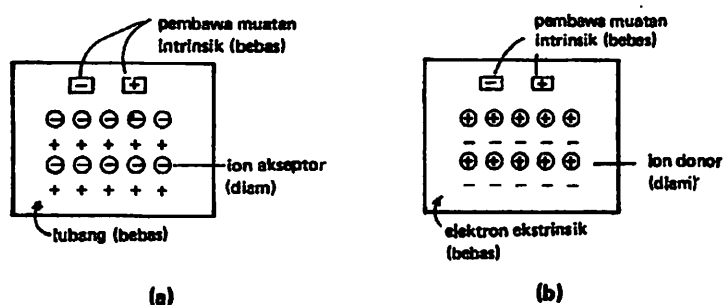 pembawa muatan
intrinsik (bebas)
− +
− − − − −
+ + + + +
− − − − −
+ + + + +
ion akseptor
(diam)
lubang (bebas)
(a)
pembawa muatan
intrinsik (bebas)
− +
+ + + + +
− − − − −
+ + + + +
− − − − −
ion donor
(diam)
elektron ekstrinsik
(bebas)
(b)